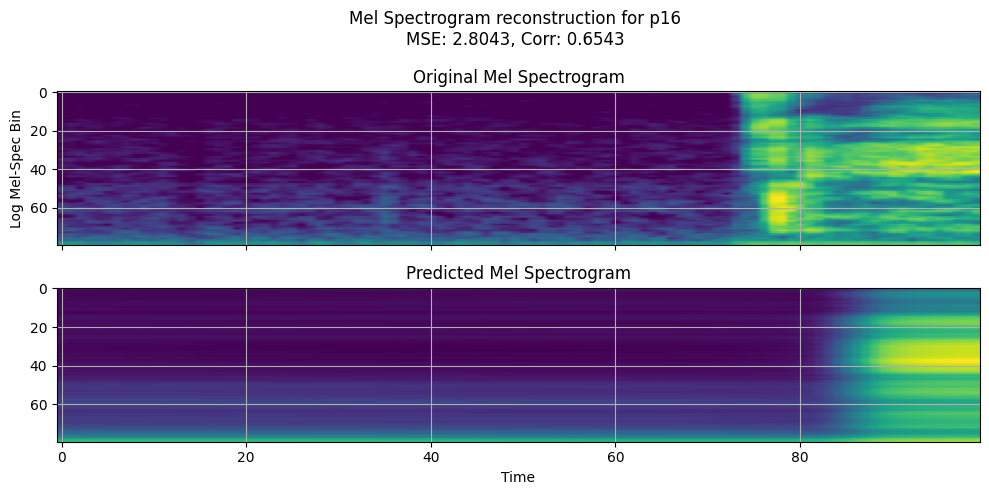 Mel Spectrogram reconstruction for p16
MSE: 2.8043, Corr: 0.6543
Original Mel Spectrogram
0
20
40
60
Log Mel-Spec Bin
Predicted Mel Spectrogram
0
20
40
60
0 20 40 60 80
Time